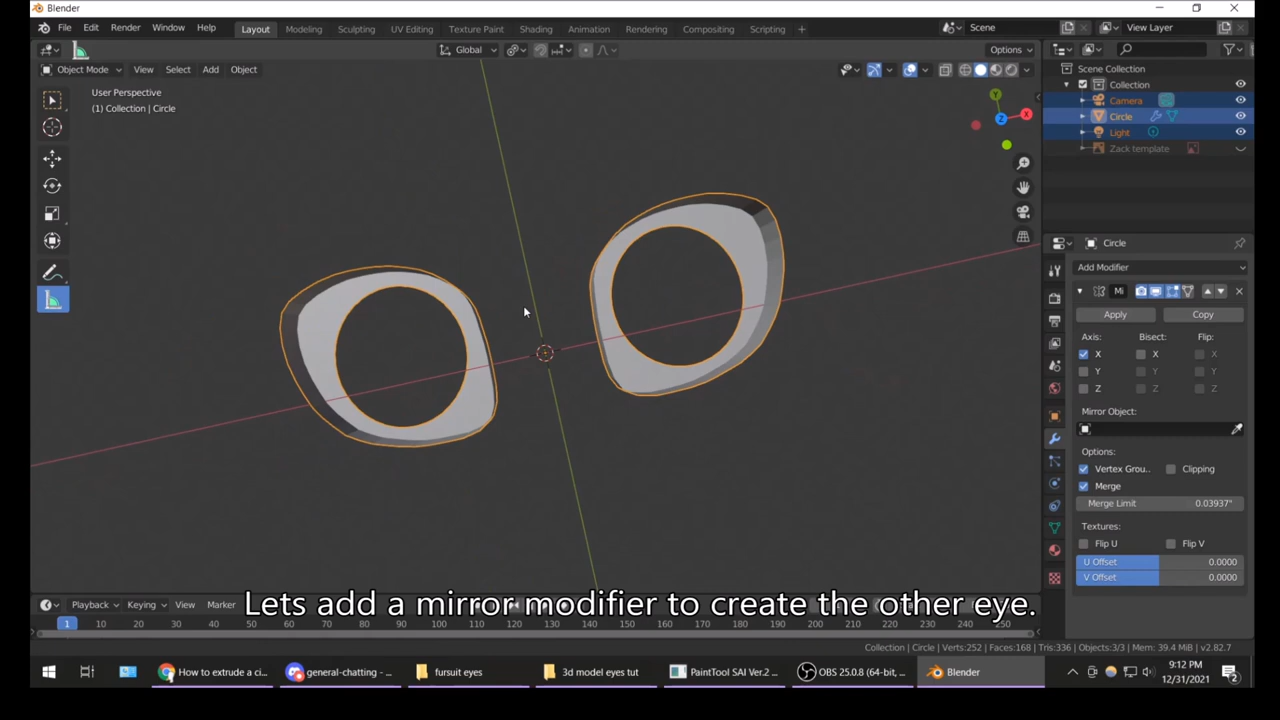 Blender
File Edit Render Window Help Layout Modeling Sculpting UV Editing Texture Paint Shading Animation Rendering Compositing Scripting + Scene View Layer
Global Options
Object Mode View Select Add Object
User Perspective
(1) Collection | Circle
Y
X
Z
Scene Collection
Collection
Camera
Circle
Light
Zack template
Circle
Add Modifier
Mi
Apply Copy
Axis: Bisect: Flip:
X X X
Y Y Y
Z Z Z
Mirror Object:
Options:
Vertex Grou.. Clipping
Merge
Merge Limit 0.03937"
Textures:
Flip U Flip V
U Offset 0.0000
V Offset 0.0000
Lets add a mirror modifier to create the other eye.
Playback Keying View Marker
1 10 20 30 40 50 60 70 80 90 100 110 120 130 140 150 160 170 180 190 200 210 220 230 240 250
Collection | Circle | Verts:252 | Faces:168 | Tris:336 | Objects:3/3 | Mem: 39.4 MiB | v2.82.7
How to extrude a ci... general-chatting - ... fursuit eyes 3d model eyes tut PaintTool SAI Ver.2 ... OBS 25.0.8 (64-bit, ... Blender
9:12 PM
12/31/2021
2